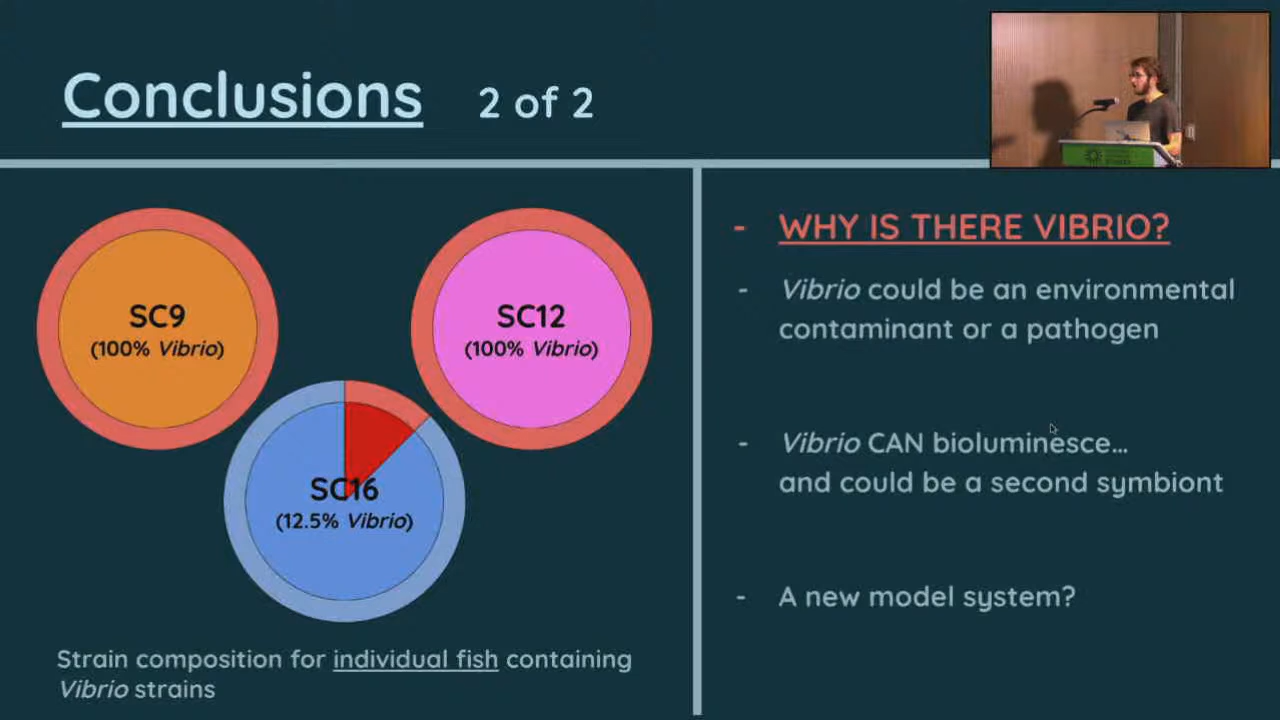 Conclusions 2 of 2
SC9
(100% Vibrio)
SC12
(100% Vibrio)
SC16
(12.5% Vibrio)
Strain composition for individual fish containing
Vibrio strains
- WHY IS THERE VIBRIO?
- Vibrio could be an environmental
contaminant or a pathogen
- Vibrio CAN bioluminesce…
and could be a second symbiont
- A new model system?